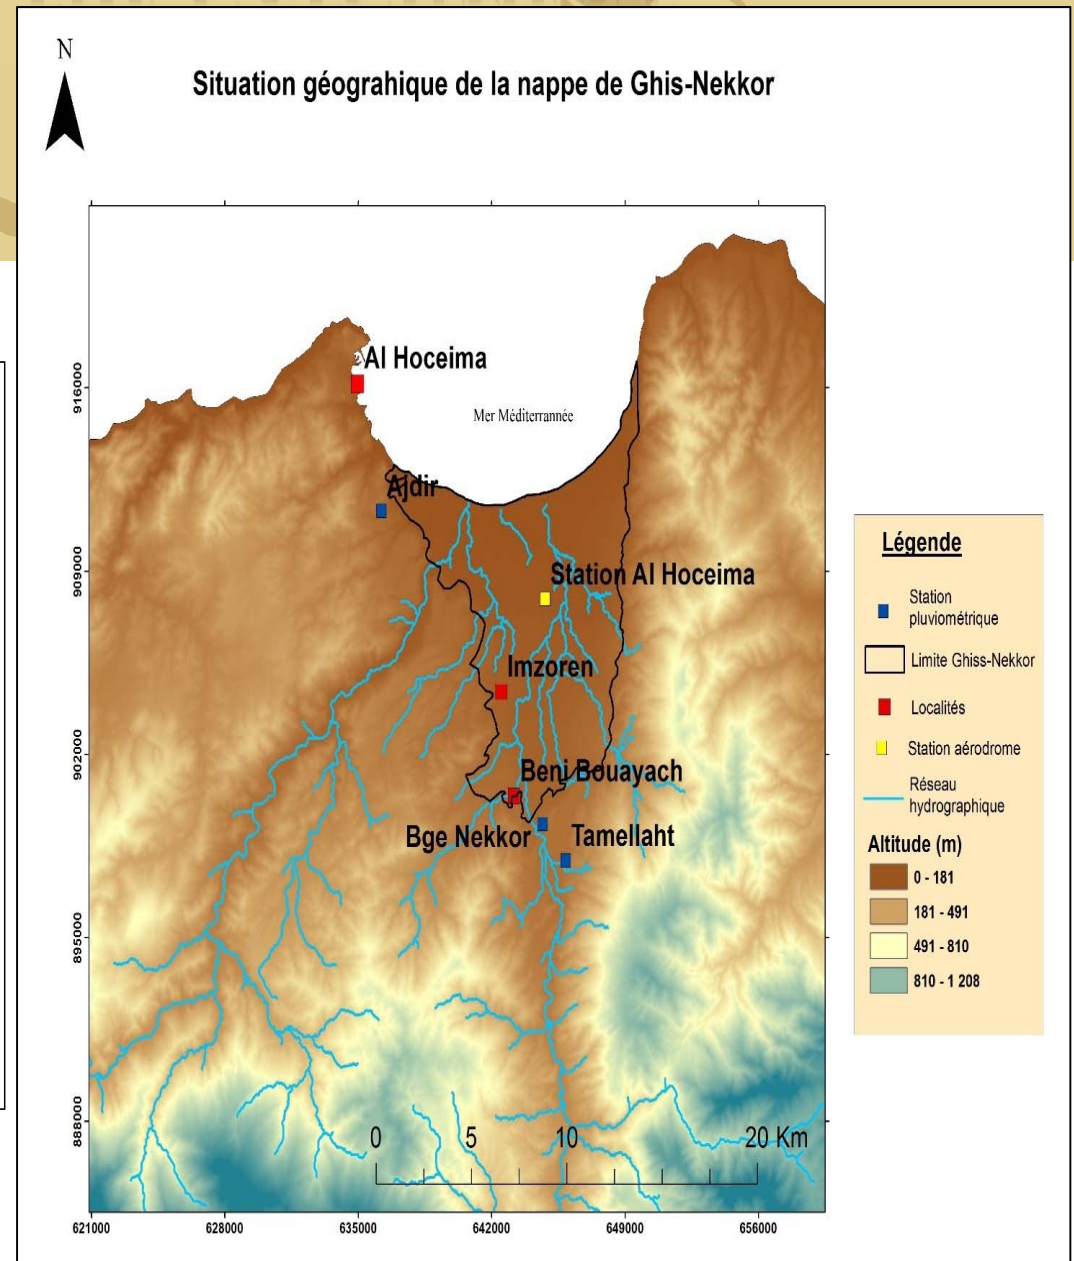 N
Situation géograhique de la nappe de Ghis-Nekkor
Al Hoceima
Mer Méditerrannée
Ajdir
Station Al Hoceima
Imzoren
Beni Bouayach
Bge Nekkor
Tamellaht
0 5 10 20 Km
916000
909000
902000
895000
888000
621000 628000 635000 642000 649000 656000
Légende
Station
pluviométrique
Limite Ghiss-Nekkor
Localités
Station aérodrome
Réseau
hydrographique
Altitude (m)
0 - 181
181 - 491
491 - 810
810 - 1 208